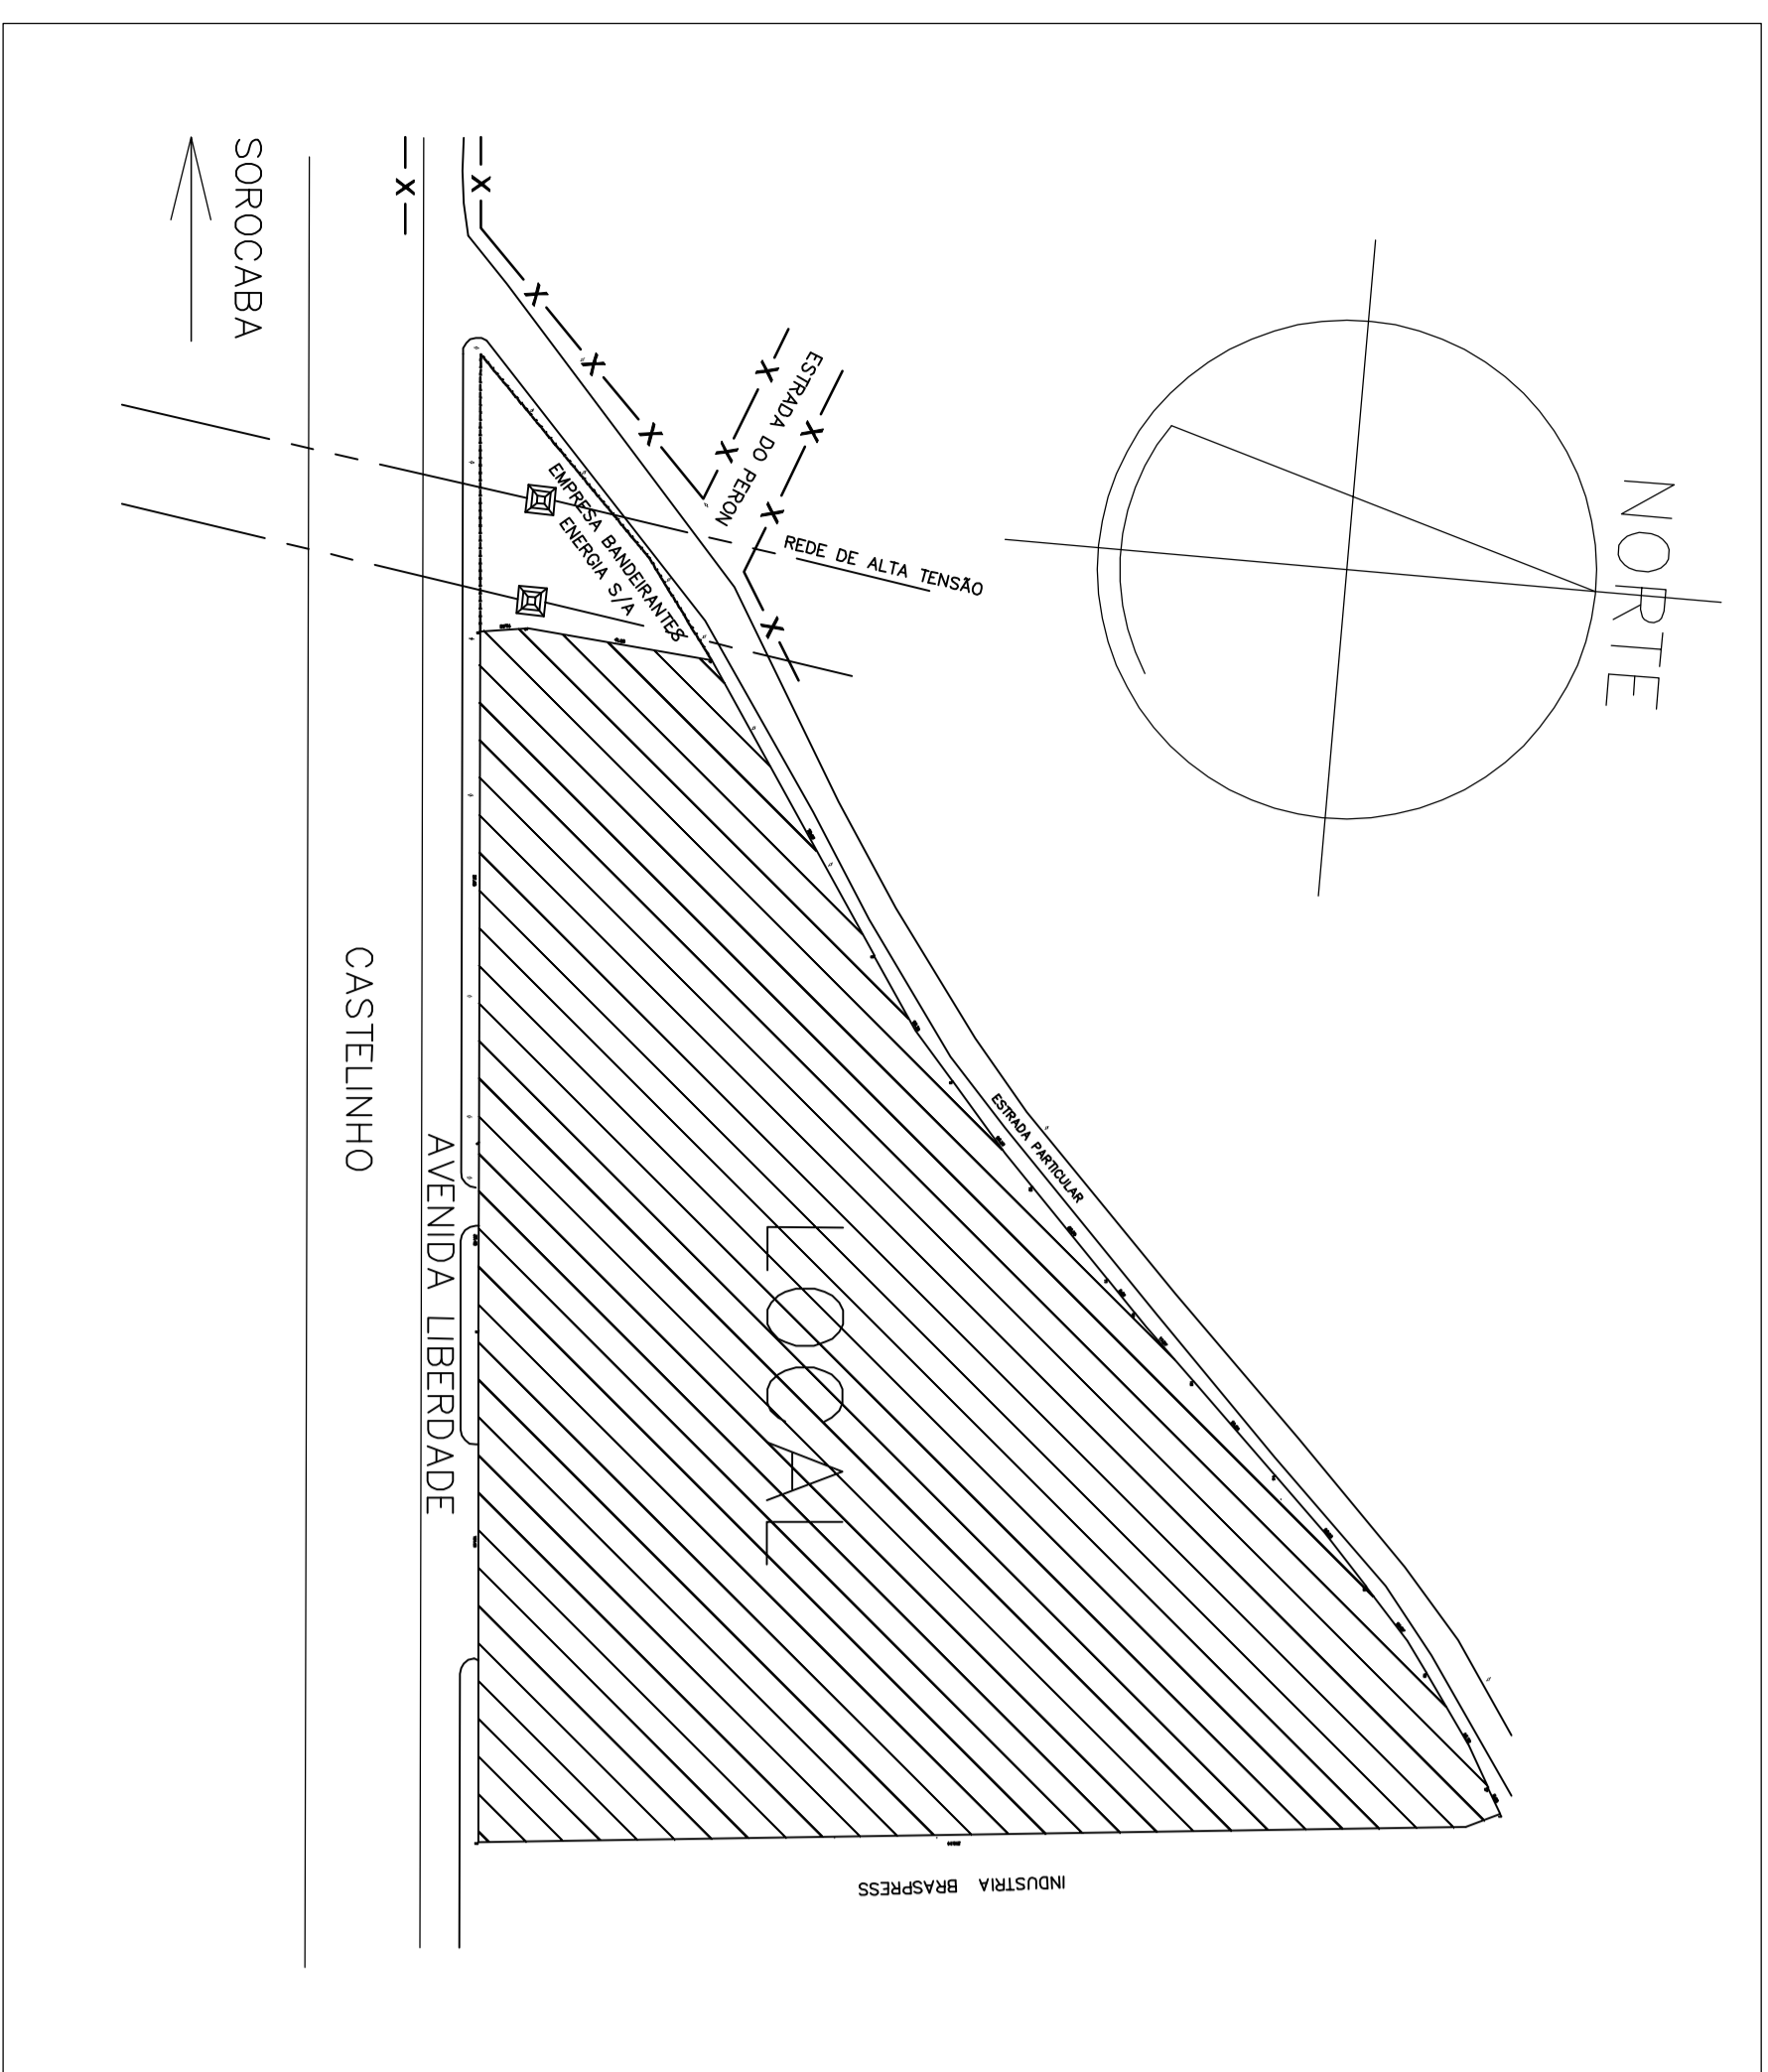 SOROCABA
NORTE
ESTRADA DO PERON
EMPRESA BANDEIRANTES
ENERGIA S/A
REDE DE ALTA TENSÃO
CASTELINHO
AVENIDA LIBERDADE
ESTRADA PARTICULAR
LOCAL
INDUSTRIA BRASPRESS